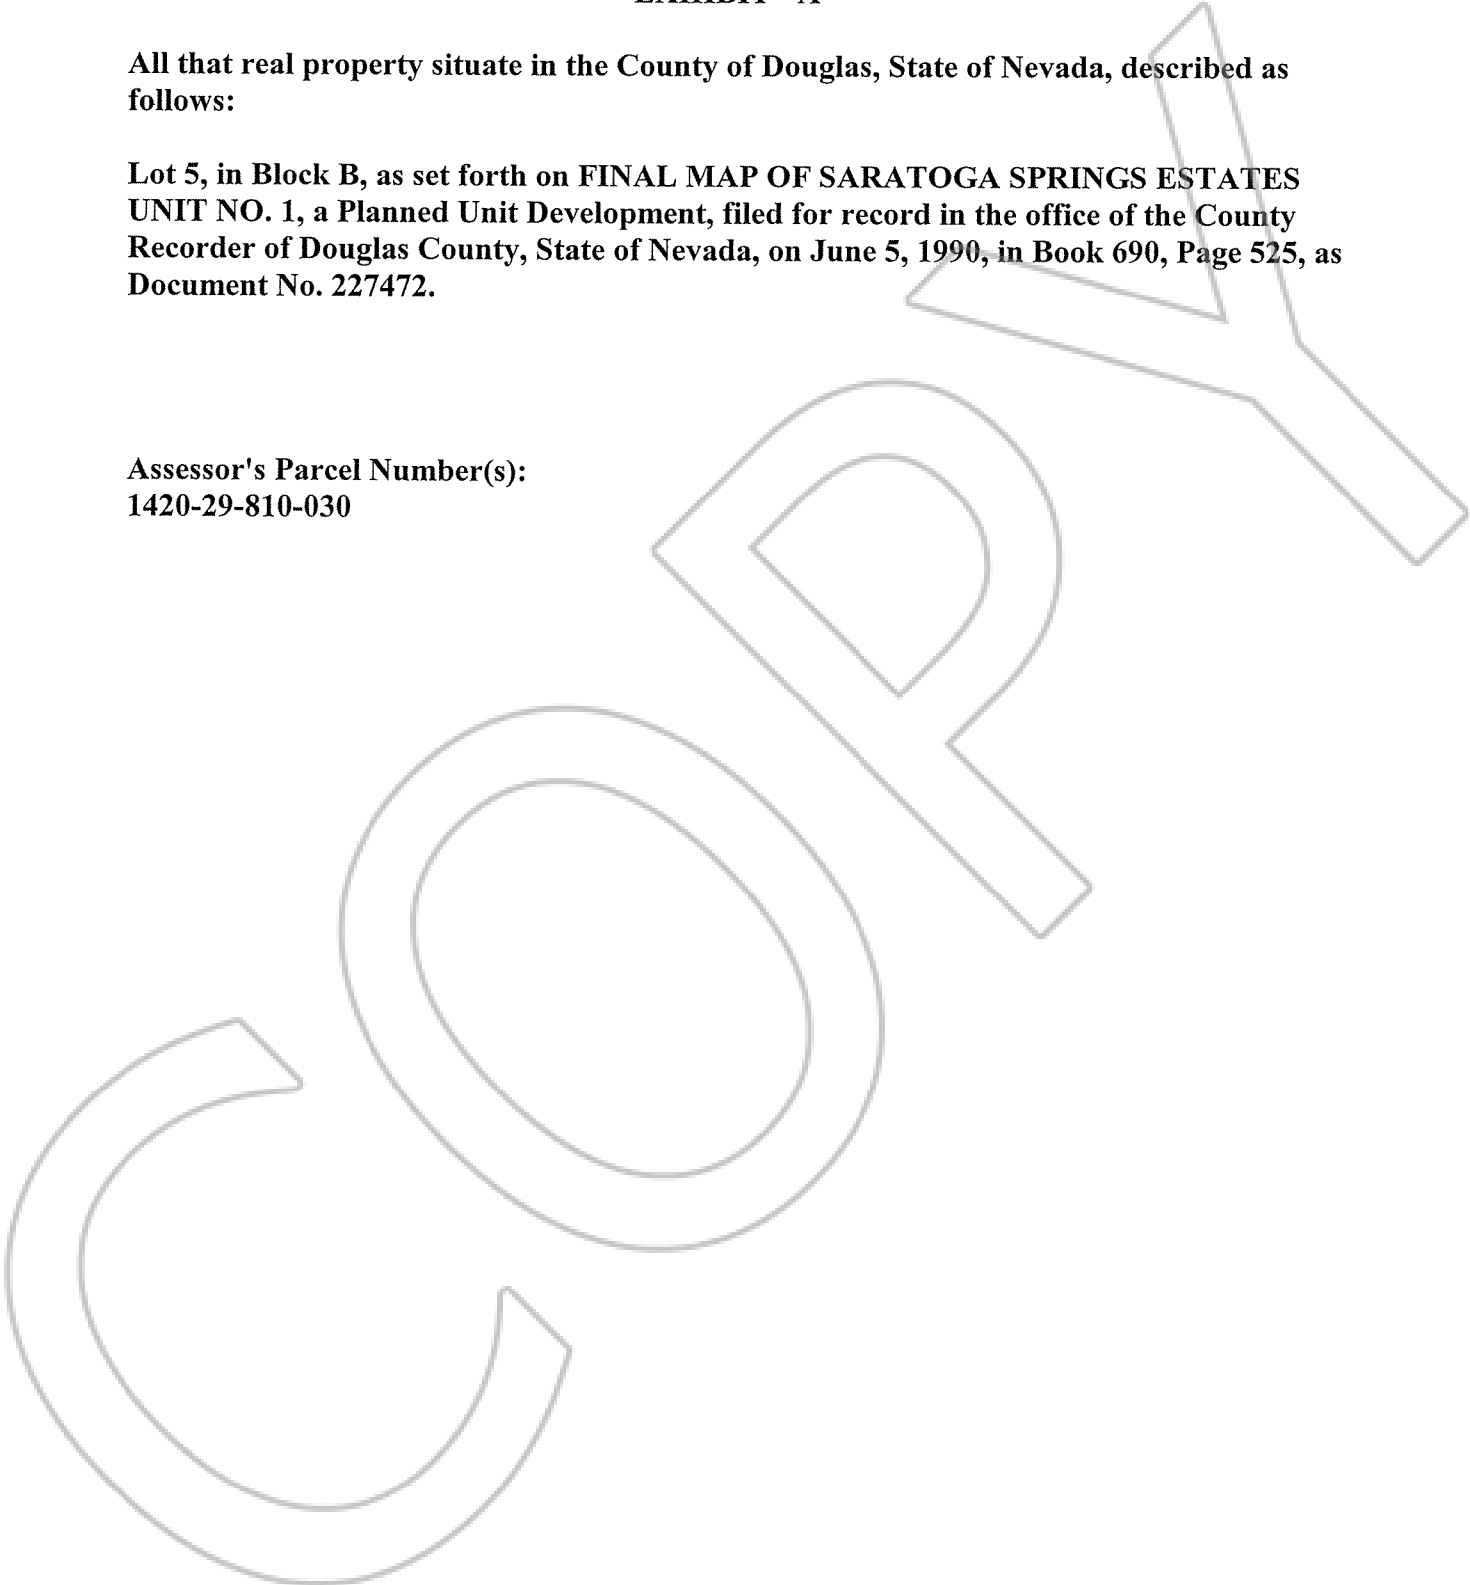 EXHIBIT "A"
All that real property situate in the County of Douglas, State of Nevada, described as
follows:
Lot 5, in Block B, as set forth on FINAL MAP OF SARATOGA SPRINGS ESTATES
UNIT NO. 1, a Planned Unit Development, filed for record in the office of the County
Recorder of Douglas County, State of Nevada, on June 5, 1990, in Book 690, Page 525, as
Document No. 227472.
Assessor's Parcel Number(s):
1420-29-810-030
COPY